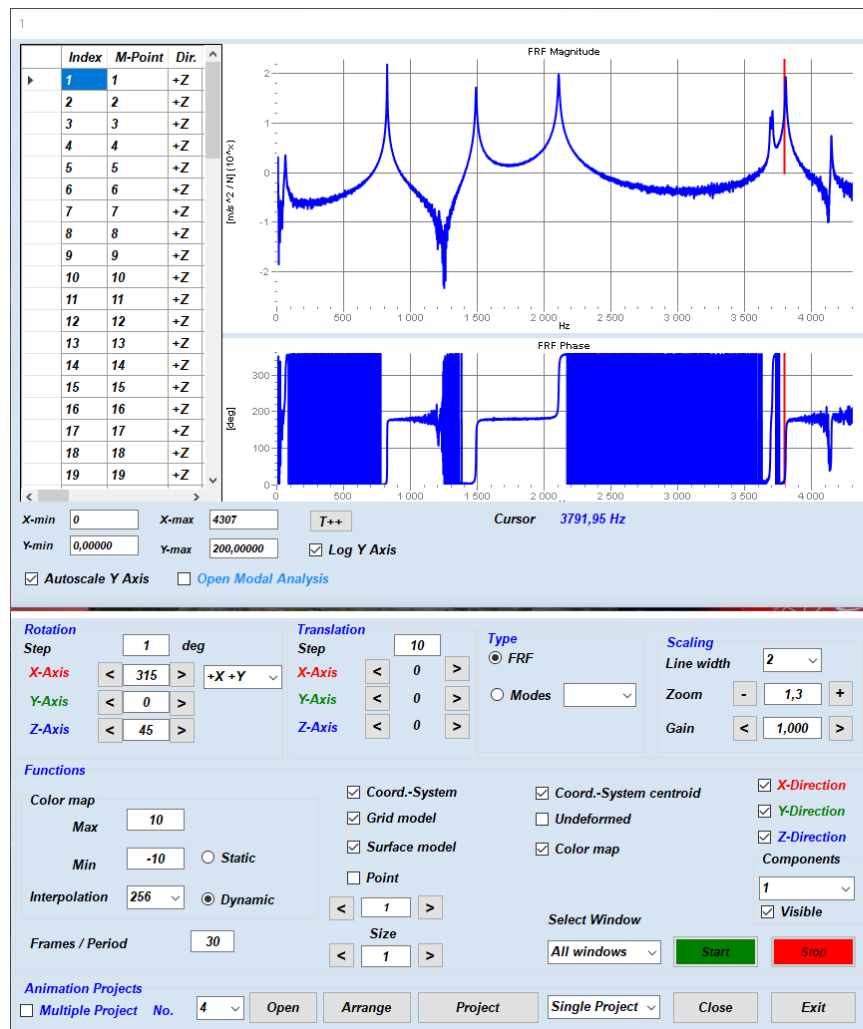 1
Index M-Point Dir.
1 1 +Z
2 2 +Z
3 3 +Z
4 4 +Z
5 5 +Z
6 6 +Z
7 7 +Z
8 8 +Z
9 9 +Z
10 10 +Z
11 11 +Z
12 12 +Z
13 13 +Z
14 14 +Z
15 15 +Z
16 16 +Z
17 17 +Z
18 18 +Z
19 19 +Z
FRF Magnitude
[m/s ^2 / N] (10^x)
2
1
0
-1
-2
0 500 1 000 1 500 2 000 2 500 3 000 3 500 4 000
Hz
FRF Phase
[deg]
300
200
100
0
0 500 1 000 1 500 2 000 2 500 3 000 3 500 4 000
X-min 0 X-max 4307 T++ Cursor 3791,95 Hz
Y-min 0,00000 Y-max 200,00000 Log Y Axis
Autoscale Y Axis Open Modal Analysis
Rotation
Step 1 deg
X-Axis < 315 > +X +Y
Y-Axis < 0 >
Z-Axis < 45 >
Translation
Step 10
X-Axis < 0 >
Y-Axis < 0 >
Z-Axis < 0 >
Type
FRF
Modes
Scaling
Line width 2
Zoom - 1,3 +
Gain < 1,000 >
Functions
Color map
Max 10
Min -10 Static
Interpolation 256 Dynamic
Frames / Period 30
Coord.-System
Grid model
Surface model
Point
< 1 >
Size
< 1 >
Coord.-System centroid
Undeformed
Color map
X-Direction
Y-Direction
Z-Direction
Components
1
Visible
Select Window
All windows Start Stop
Animation Projects
Multiple Project No. 4 Open Arrange Project Single Project Close Exit